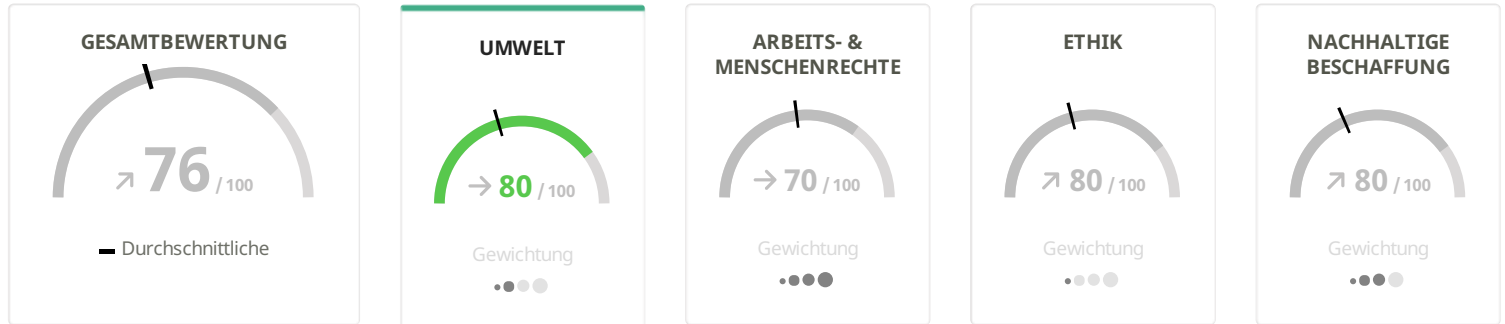 GESAMTBEWERTUNG
76 / 100
Durchschnittliche
UMWELT
80 / 100
Gewichtung
ARBEITS- &
MENSCHENRECHTE
70 / 100
Gewichtung
ETHIK
80 / 100
Gewichtung
NACHHALTIGE
BESCHAFFUNG
80 / 100
Gewichtung